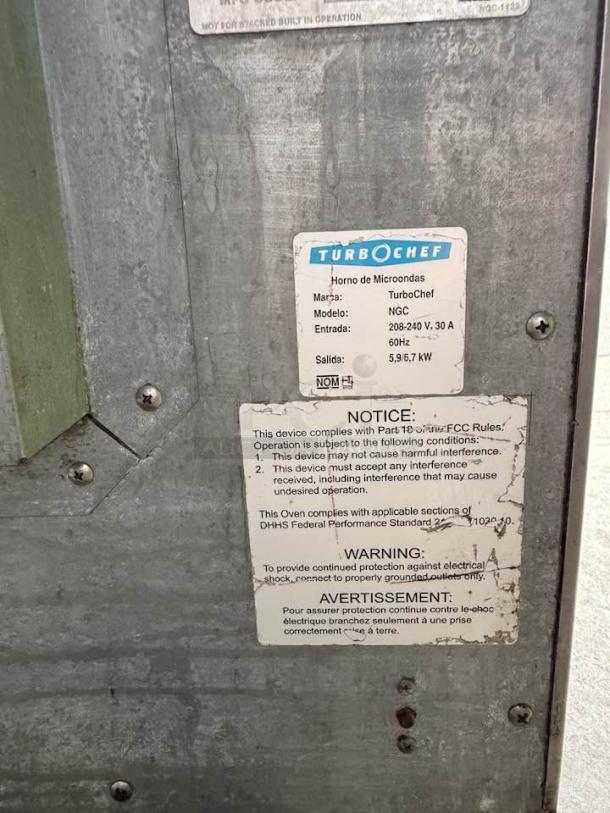 NOT FOR STACKED BUILT IN OPERATION
NGC-1123
TURBOCHEF
Horno de Microondas
Marca: TurboChef
Modelo: NGC
Entrada: 208-240 V, 30 A
60Hz
Salida: 5,9/6,7 kW
NOM
NOTICE:
This device complies with Part 18 of the FCC Rules.
Operation is subject to the following conditions:
1. This device may not cause harmful interference.
2. This device must accept any interference
received, including interference that may cause
undesired operation.
This Oven complies with applicable sections of
DHHS Federal Performance Standard
WARNING:
To provide continued protection against electrical
shock, connect to properly grounded outlets only.
AVERTISSEMENT:
Pour assurer protection continue contre le choc
électrique branchez seulement à une prise
correctement mise à terre.